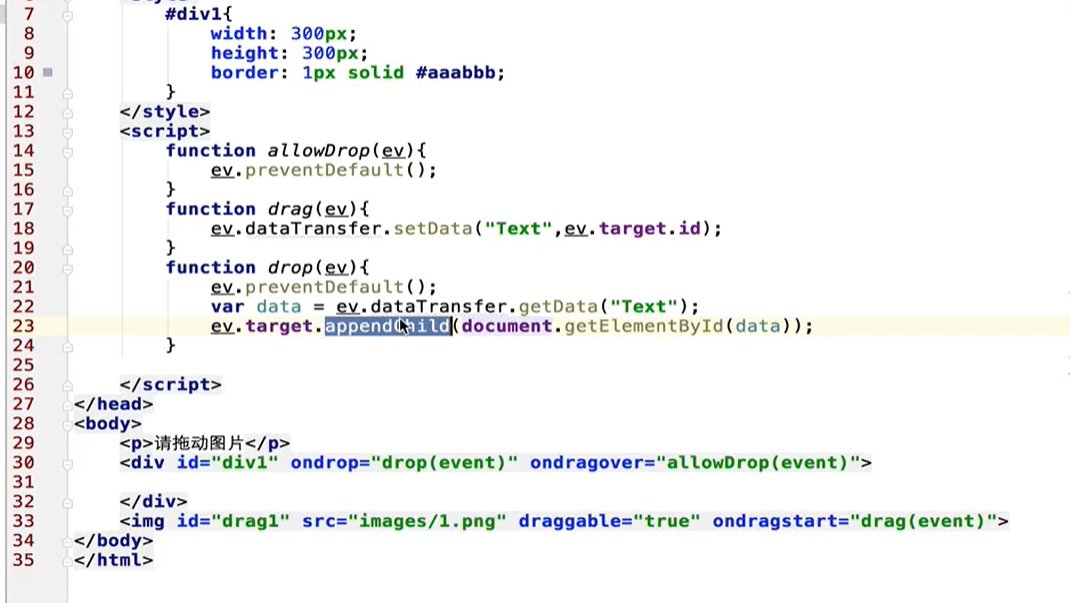 7 #div1{
8 width: 300px;
9 height: 300px;
10 border: 1px solid #aaabbb;
11 }
12 </style>
13 <script>
14 function allowDrop(ev){
15 ev.preventDefault();
16 }
17 function drag(ev){
18 ev.dataTransfer.setData("Text",ev.target.id);
19 }
20 function drop(ev){
21 ev.preventDefault();
22 var data = ev.dataTransfer.getData("Text");
23 ev.target.appendChild(document.getElementById(data));
24 }
25
26 </script>
27 </head>
28 <body>
29 <p>请拖动图片</p>
30 <div id="div1" ondrop="drop(event)" ondragover="allowDrop(event)">
31
32 </div>
33 <img id="drag1" src="images/1.png" draggable="true" ondragstart="drag(event)">
34 </body>
35 </html>